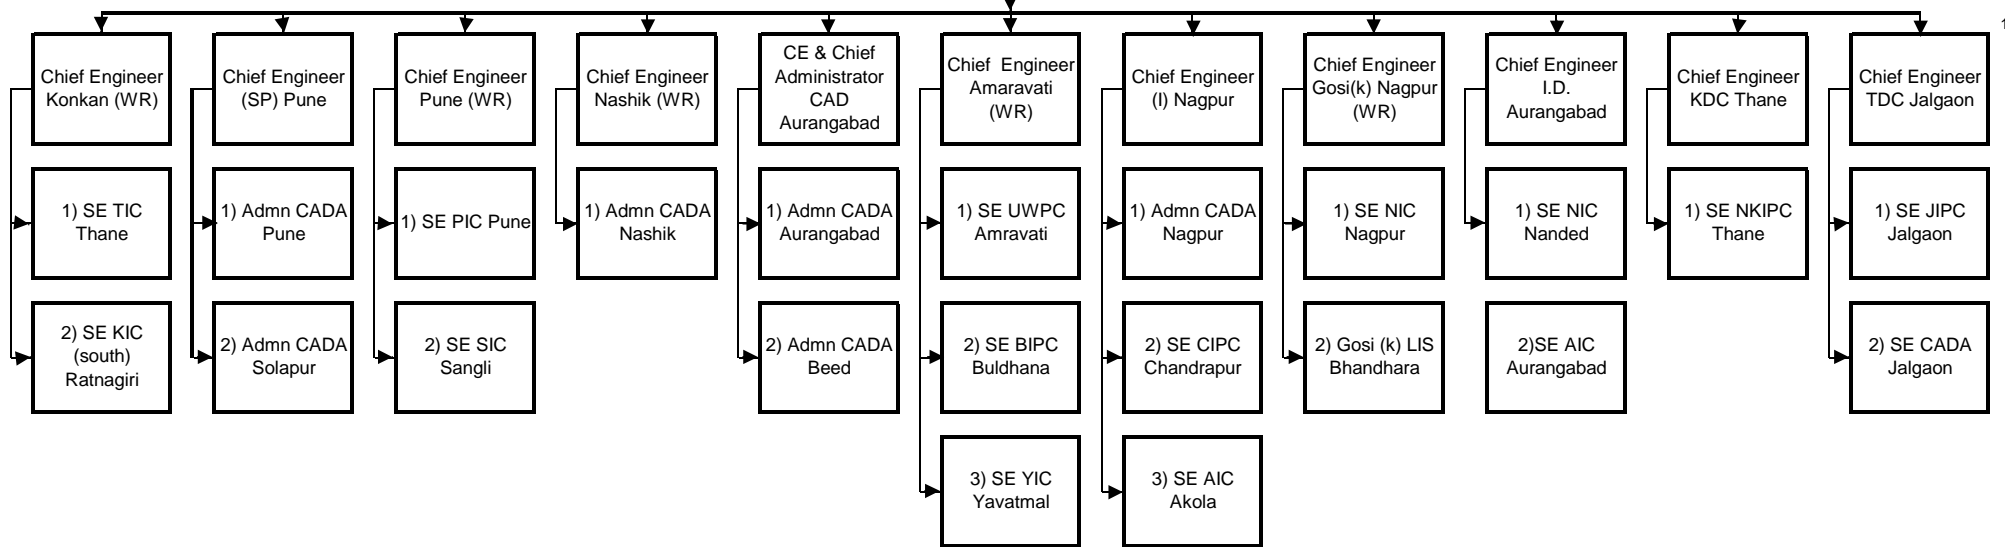 1
Chief Engineer
Konkan (WR)
Chief Engineer
(SP) Pune
Chief Engineer
Pune (WR)
Chief Engineer
Nashik (WR)
CE & Chief
Administrator
CAD
Aurangabad
Chief Engineer
Amaravati
(WR)
Chief Engineer
(I) Nagpur
Chief Engineer
Gosi(k) Nagpur
(WR)
Chief Engineer
I.D.
Aurangabad
Chief Engineer
KDC Thane
Chief Engineer
TDC Jalgaon
1) SE TIC
Thane
1) Admn CADA
Pune
1) SE PIC Pune
1) Admn CADA
Nashik
1) Admn CADA
Aurangabad
1) SE UWPC
Amravati
1) Admn CADA
Nagpur
1) SE NIC
Nagpur
1) SE NIC
Nanded
1) SE NKIPC
Thane
1) SE JIPC
Jalgaon
2) SE KIC
(south)
Ratnagiri
2) Admn CADA
Solapur
2) SE SIC
Sangli
2) Admn CADA
Beed
2) SE BIPC
Buldhana
2) SE CIPC
Chandrapur
2) Gosi (k) LIS
Bhandhara
2)SE AIC
Aurangabad
2) SE CADA
Jalgaon
3) SE YIC
Yavatmal
3) SE AIC
Akola